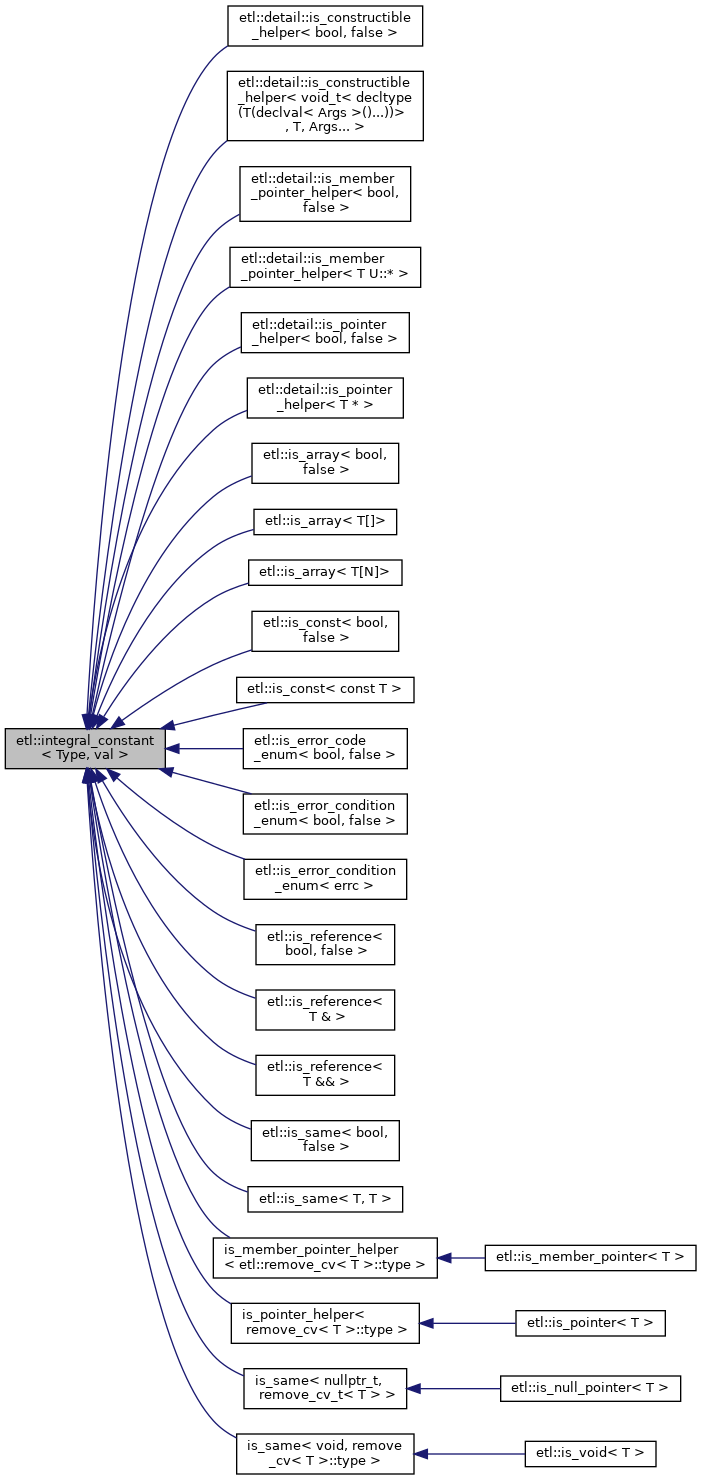 etl::detail::is_constructible
_helper< bool, false >
etl::detail::is_constructible
_helper< void_t< decltype
(T(declval< Args >()...))>
, T, Args... >
etl::detail::is_member
_pointer_helper< bool,
false >
etl::detail::is_member
_pointer_helper< T U::* >
etl::detail::is_pointer
_helper< bool, false >
etl::detail::is_pointer
_helper< T * >
etl::is_array< bool,
false >
etl::is_array< T[]>
etl::is_array< T[N]>
etl::is_const< bool,
false >
etl::is_const< const T >
etl::integral_constant
< Type, val >
etl::is_error_code
_enum< bool, false >
etl::is_error_condition
_enum< bool, false >
etl::is_error_condition
_enum< errc >
etl::is_reference<
bool, false >
etl::is_reference<
T & >
etl::is_reference<
T && >
etl::is_same< bool,
false >
etl::is_same< T, T >
is_member_pointer_helper
< etl::remove_cv< T >::type >
etl::is_member_pointer< T >
is_pointer_helper<
remove_cv< T >::type >
etl::is_pointer< T >
is_same< nullptr_t,
remove_cv_t< T > >
etl::is_null_pointer< T >
is_same< void, remove
_cv< T >::type >
etl::is_void< T >